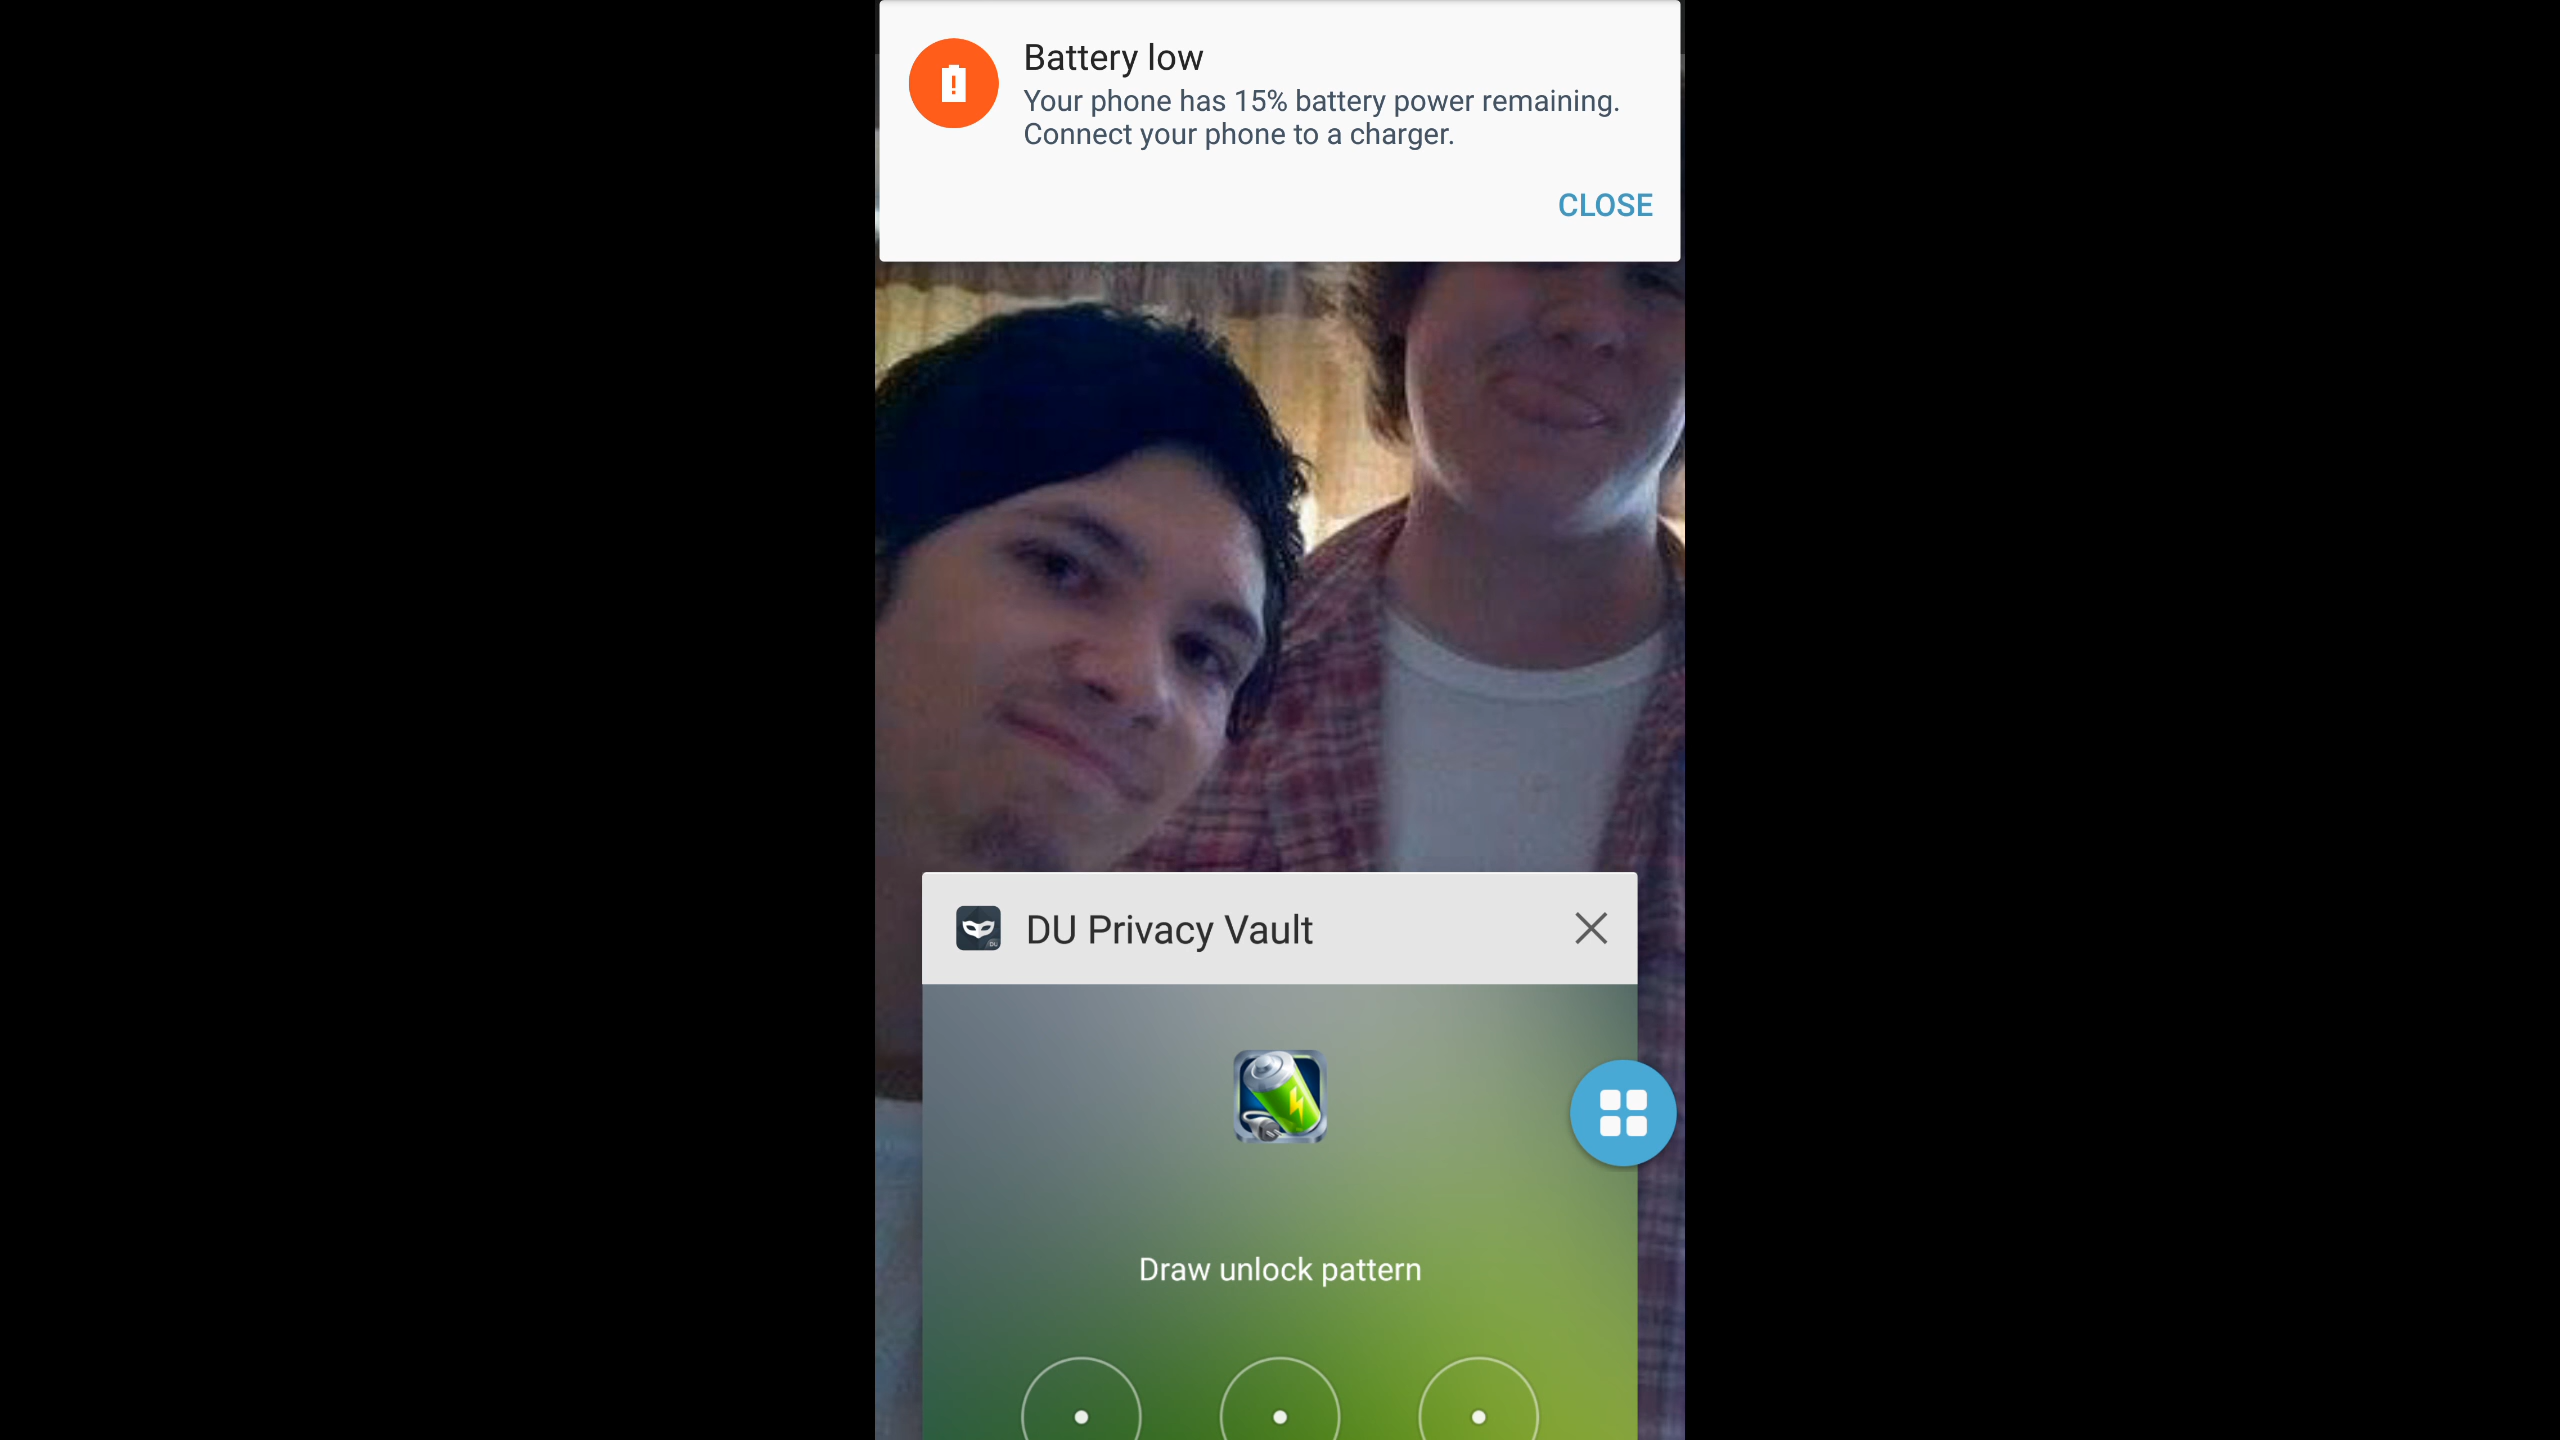 Battery low
Your phone has 15% battery power remaining.
Connect your phone to a charger.
CLOSE
DU Privacy Vault
Draw unlock pattern